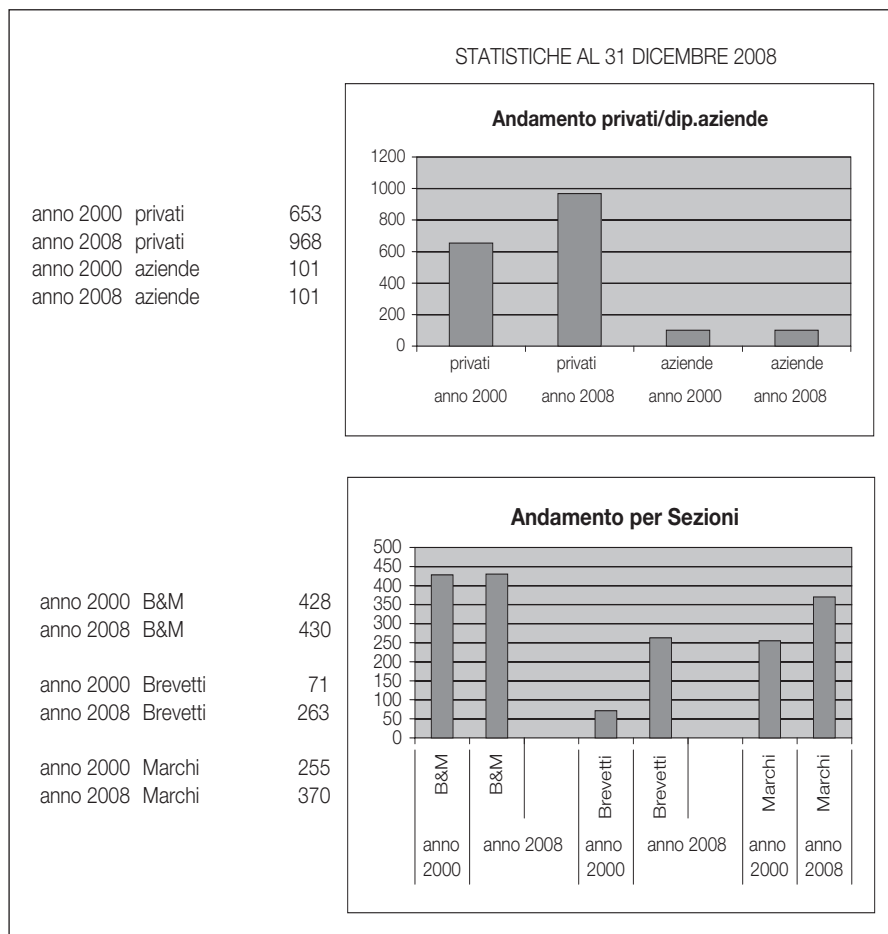 STATISTICHE AL 31 DICEMBRE 2008
anno 2000 privati 653
anno 2008 privati 968
anno 2000 aziende 101
anno 2008 aziende 101
Andamento privati/dip.aziende
1200
1000
800
600
400
200
0
privati privati aziende aziende
anno 2000 anno 2008 anno 2000 anno 2008
anno 2000 B&M 428
anno 2008 B&M 430
anno 2000 Brevetti 71
anno 2008 Brevetti 263
anno 2000 Marchi 255
anno 2008 Marchi 370
Andamento per Sezioni
500
450
400
350
300
250
200
150
100
50
0
B&M B&M Brevetti Brevetti Marchi Marchi
anno anno 2008 anno anno 2008 anno anno
2000 2000 2000 2008